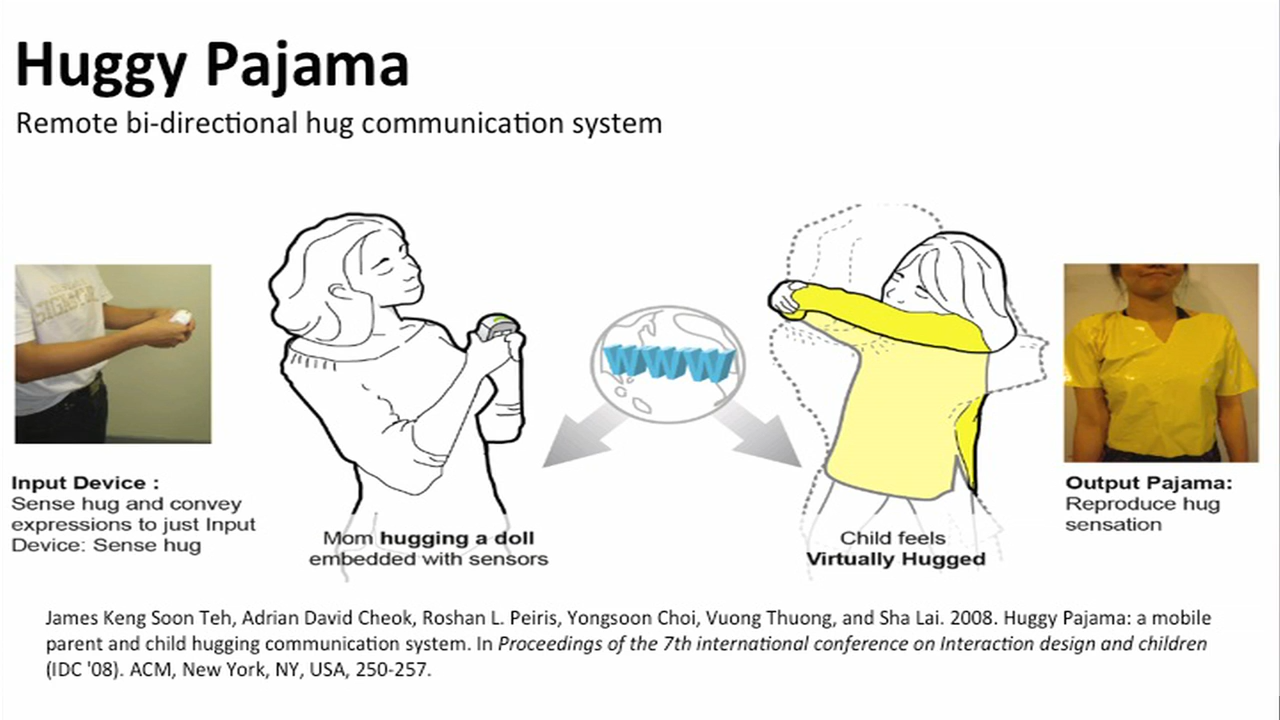 Huggy Pajama
Remote bi-directional hug communication system
WWW
Input Device :
Sense hug and convey
expressions to just Input
Device: Sense hug
Mom hugging a doll
embedded with sensors
Child feels
Virtually Hugged
Output Pajama:
Reproduce hug
sensation
James Keng Soon Teh, Adrian David Cheok, Roshan L. Peiris, Yongsoon Choi, Vuong Thuong, and Sha Lai. 2008. Huggy Pajama: a mobile
parent and child hugging communication system. In Proceedings of the 7th international conference on Interaction design and children
(IDC '08). ACM, New York, NY, USA, 250-257.